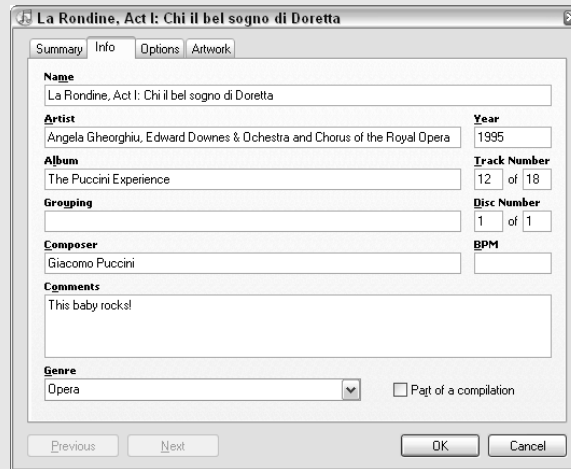 La Rondine, Act I: Chi il bel sogno di Doretta
Summary Info Options Artwork
Name
La Rondine, Act I: Chi il bel sogno di Doretta
Artist Year
Angela Gheorghiu, Edward Downes & Ochestra and Chorus of the Royal Opera 1995
Album Track Number
The Puccini Experience 12 of 18
Grouping Disc Number
1 of 1
Composer BPM
Giacomo Puccini
Comments
This baby rocks!
Genre
Opera Part of a compilation
Previous Next OK Cancel